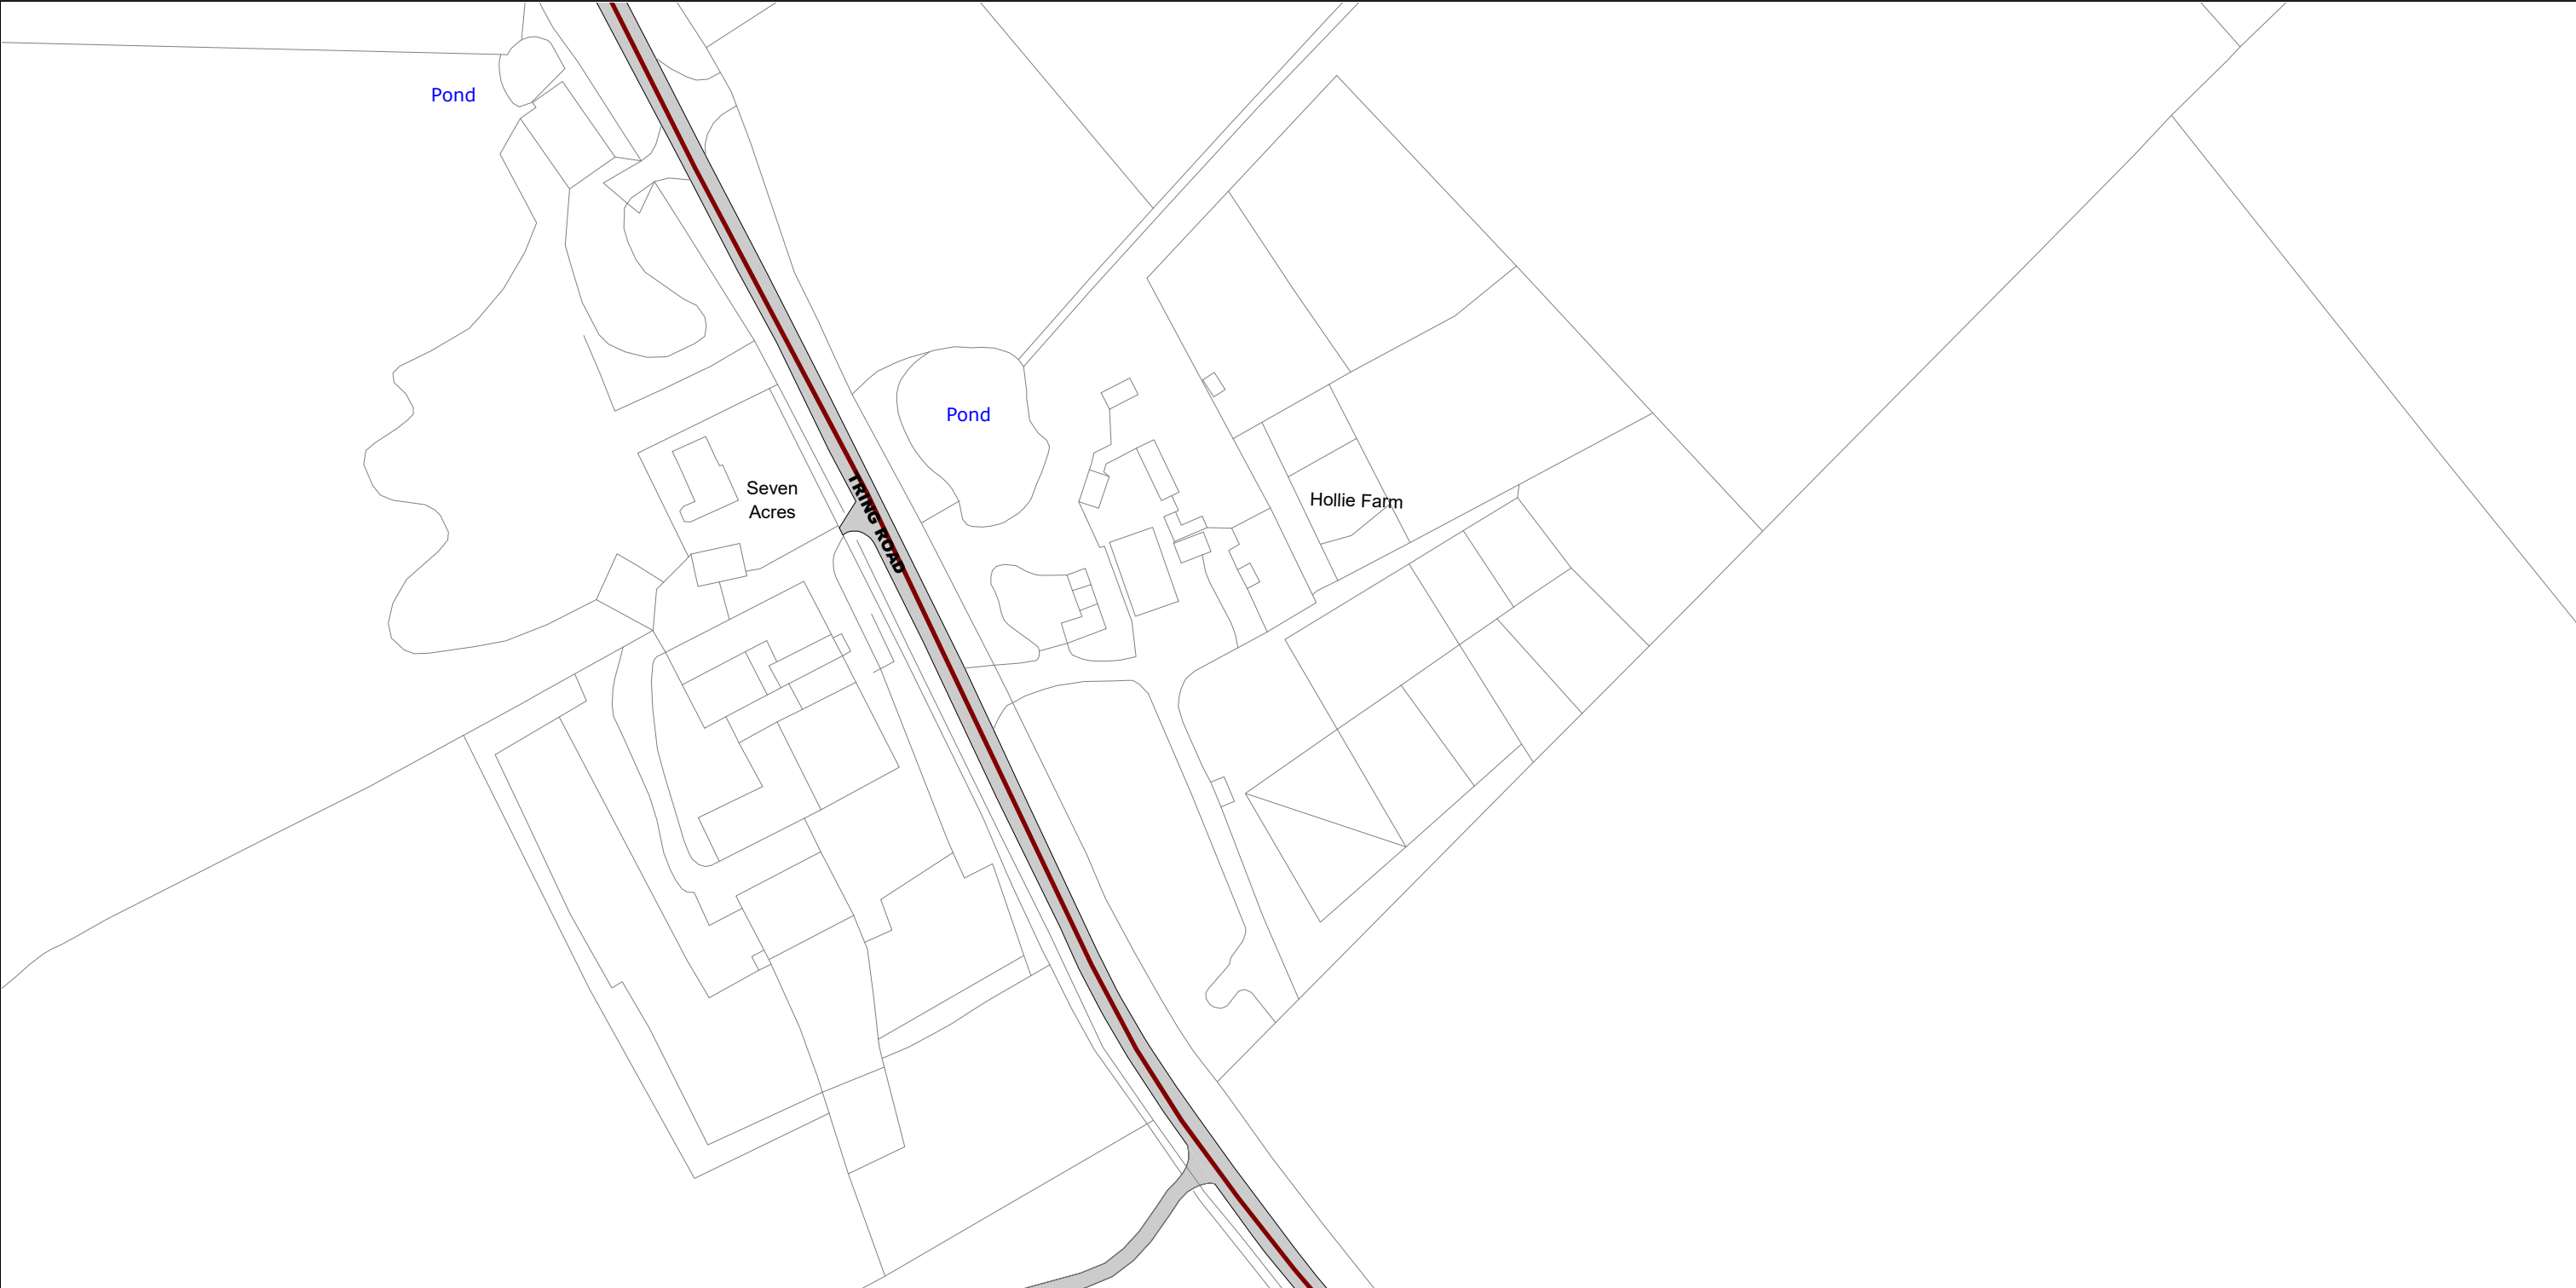 Pond
Pond
Seven
Acres
TRING ROAD
Hollie Farm